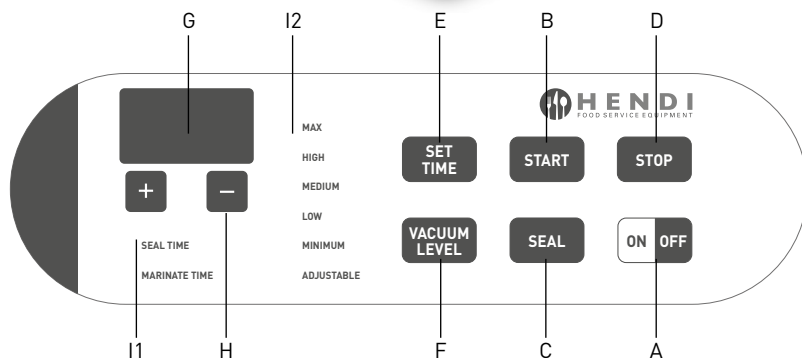 G I2 E B D
HENDI
FOOD SERVICE EQUIPMENT
MAX
HIGH
MEDIUM
LOW
MINIMUM
ADJUSTABLE
+ −
SEAL TIME
MARINATE TIME
SET
TIME
START
STOP
VACUUM
LEVEL
SEAL
ON OFF
I1 H F C A